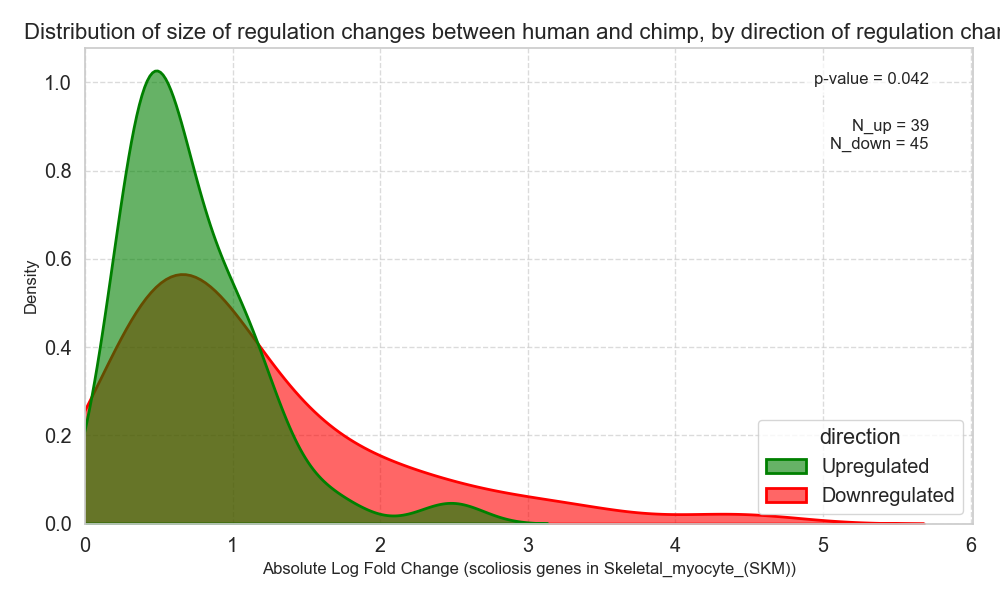 Distribution of size of regulation changes between human and chimp, by direction of regulation char
p-value = 0.042
N_up = 39
N_down = 45
Density
1.0
0.8
0.6
0.4
0.2
0.0
direction
Upregulated
Downregulated
0 1 2 3 4 5 6
Absolute Log Fold Change (scoliosis genes in Skeletal_myocyte_(SKM))